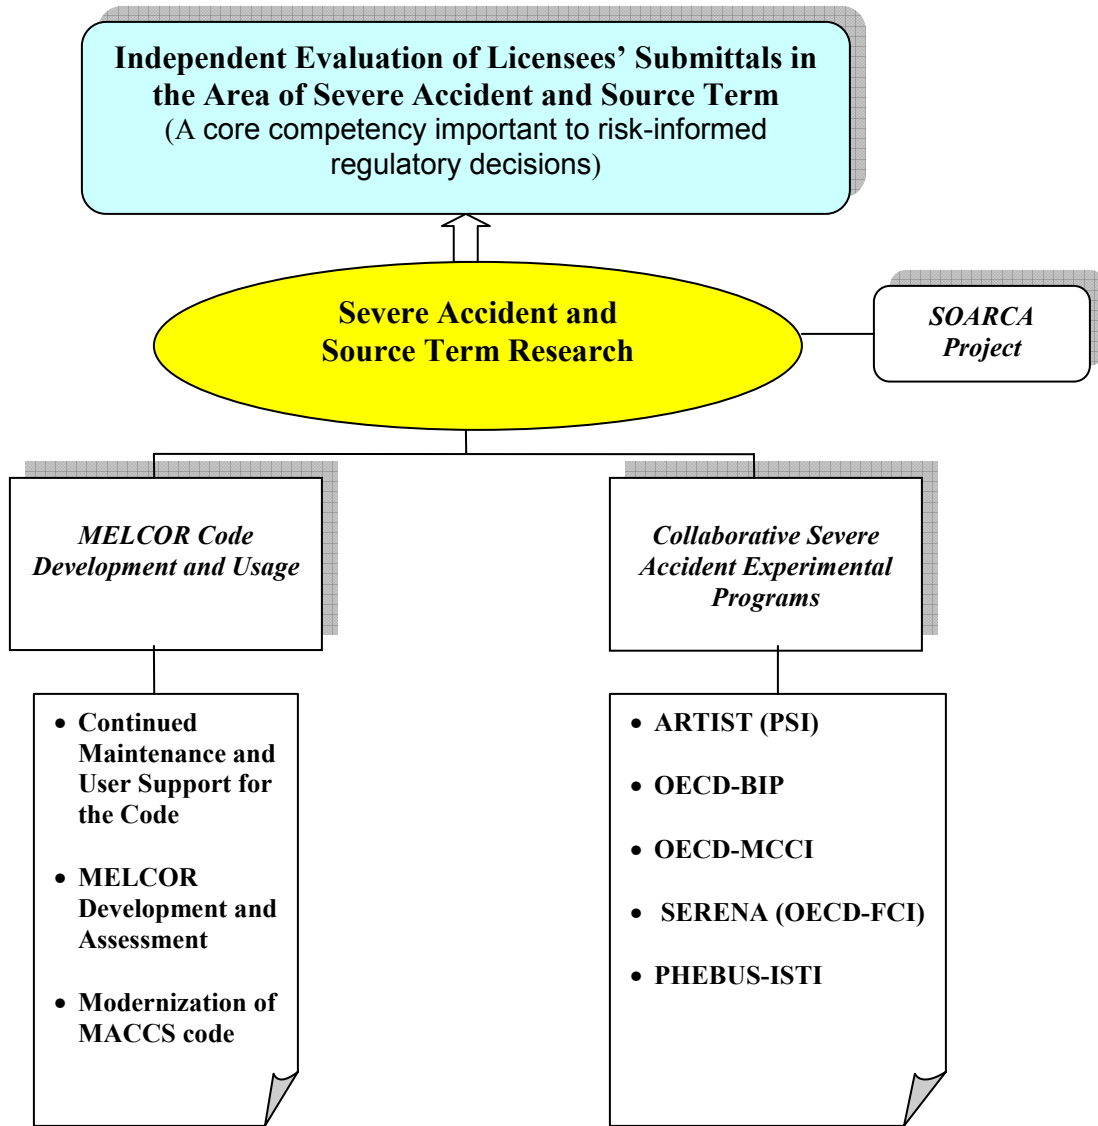 Independent Evaluation of Licensees’ Submittals in
the Area of Severe Accident and Source Term
(A core competency important to risk-informed
regulatory decisions)
Severe Accident and
Source Term Research
SOARCA
Project
MELCOR Code
Development and Usage
Collaborative Severe
Accident Experimental
Programs
• Continued
Maintenance and
User Support for
the Code
• MELCOR
Development and
Assessment
• Modernization of
MACCS code
• ARTIST (PSI)
• OECD-BIP
• OECD-MCCI
• SERENA (OECD-FCI)
• PHEBUS-ISTI